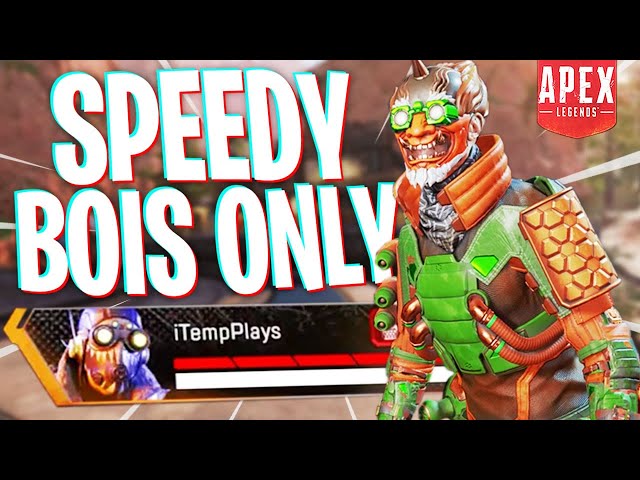 SPEEDY
BOIS ONLY
APEX
LEGENDS
iTempPlays